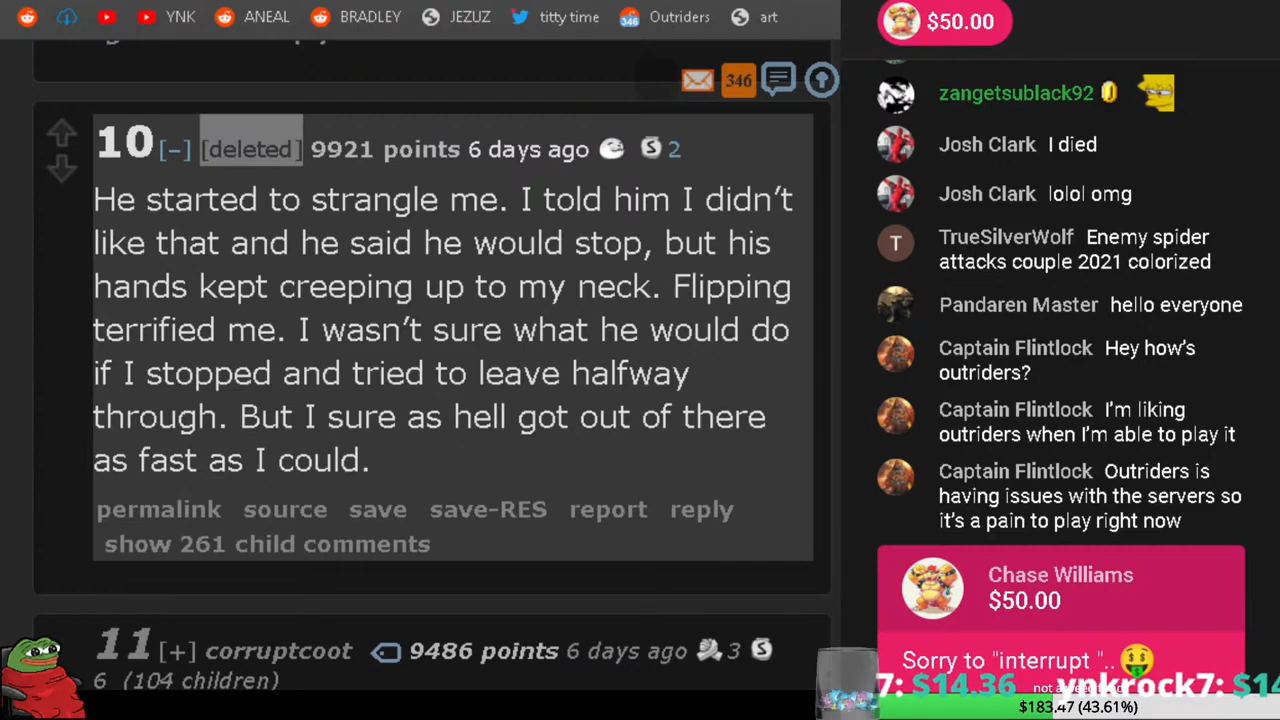 YNK ANEAL BRADLEY JEZUZ titty time 346 Outriders art
346
10 [–] [deleted] 9921 points 6 days ago 2
He started to strangle me. I told him I didn't
like that and he said he would stop, but his
hands kept creeping up to my neck. Flipping
terrified me. I wasn't sure what he would do
if I stopped and tried to leave halfway
through. But I sure as hell got out of there
as fast as I could.
permalink source save save-RES report reply
show 261 child comments
11 [+] corruptcoot 9486 points 6 days ago 3
6 (104 children)
$50.00
zangetsublack92
Josh Clark I died
Josh Clark lolol omg
T TrueSilverWolf Enemy spider
attacks couple 2021 colorized
Pandaren Master hello everyone
Captain Flintlock Hey how's
outriders?
Captain Flintlock I'm liking
outriders when I'm able to play it
Captain Flintlock Outriders is
having issues with the servers so
it's a pain to play right now
Chase Williams
$50.00
Sorry to "interrupt "..
7: $14.36 ynkrock7: $14
$183.47 (43.61%)